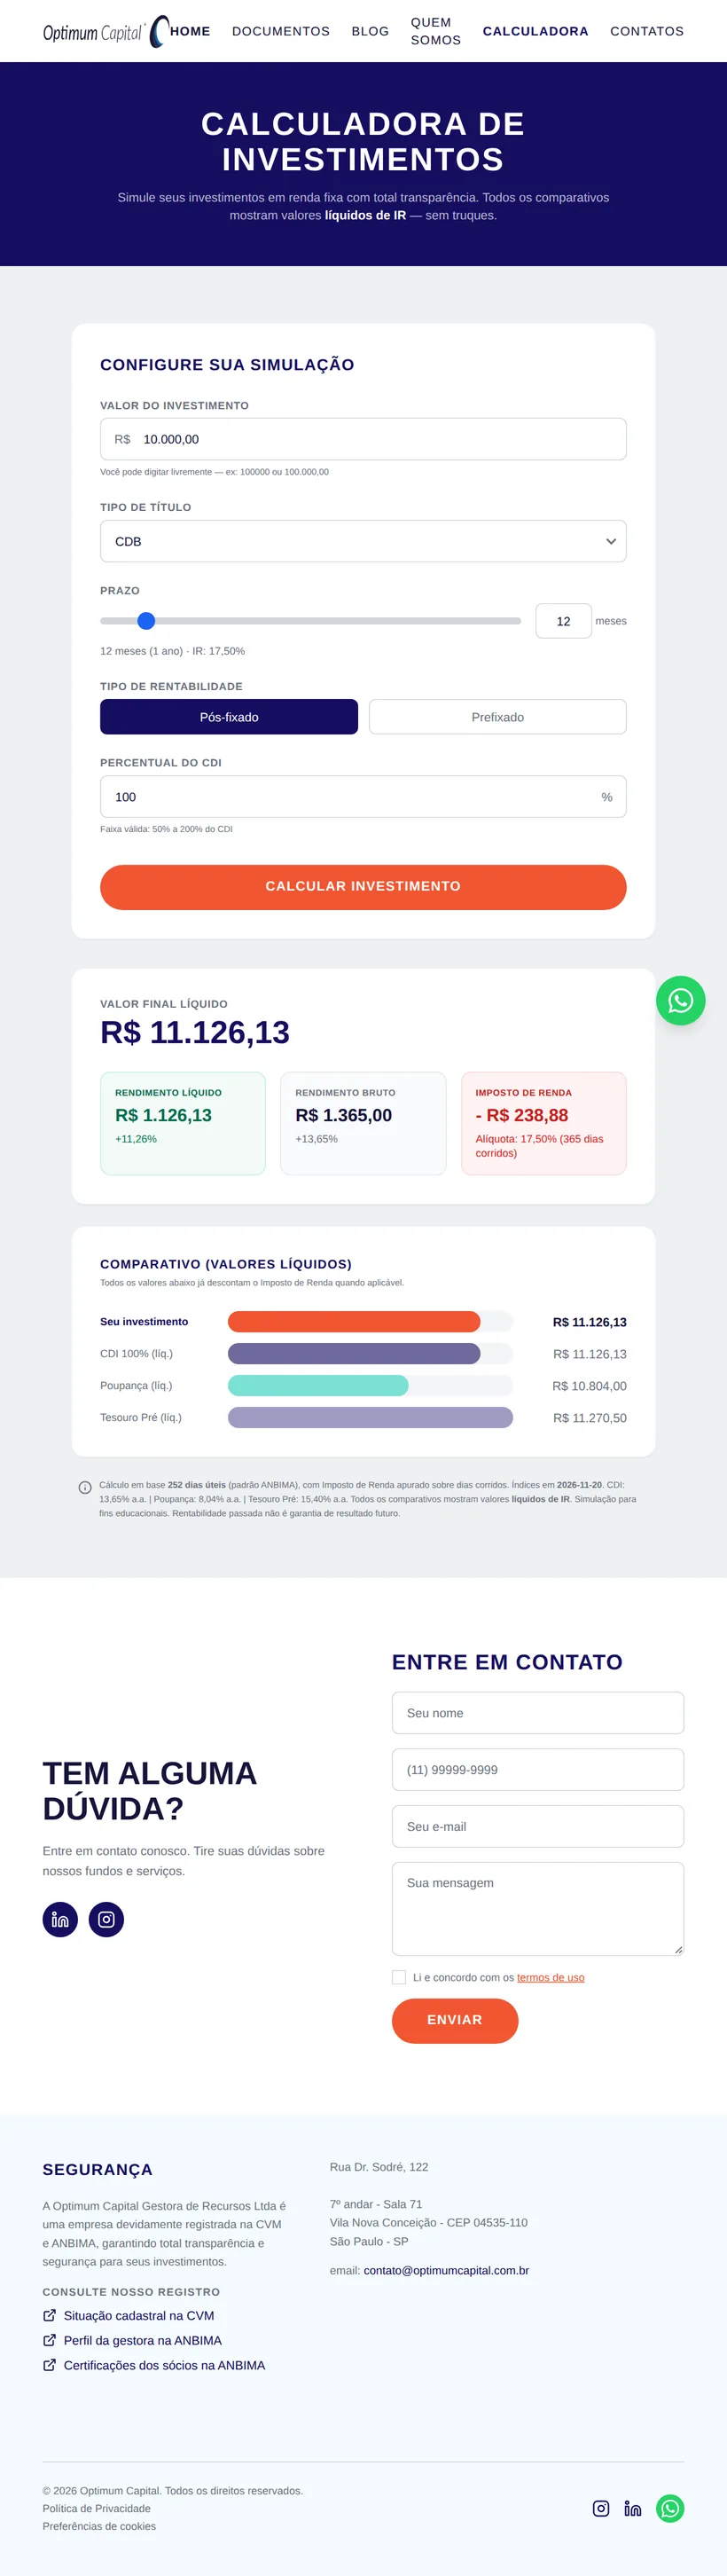 Optimum Capital
HOME DOCUMENTOS BLOG QUEM SOMOS CALCULADORA CONTATOS
CALCULADORA DE
INVESTIMENTOS
Simule seus investimentos em renda fixa com total transparência. Todos os comparativos
mostram valores líquidos de IR — sem truques.
CONFIGURE SUA SIMULAÇÃO
VALOR DO INVESTIMENTO
R$ 10.000,00
Você pode digitar livremente — ex: 100000 ou 100.000,00
TIPO DE TÍTULO
CDB
PRAZO
12 meses
12 meses (1 ano) · IR: 17,50%
TIPO DE RENTABILIDADE
Pós-fixado Prefixado
PERCENTUAL DO CDI
100 %
Faixa válida: 50% a 200% do CDI
CALCULAR INVESTIMENTO
VALOR FINAL LÍQUIDO
R$ 11.126,13
RENDIMENTO LÍQUIDO
R$ 1.126,13
+11,26%
RENDIMENTO BRUTO
R$ 1.365,00
+13,65%
IMPOSTO DE RENDA
- R$ 238,88
Alíquota: 17,50% (365 dias
corridos)
COMPARATIVO (VALORES LÍQUIDOS)
Todos os valores abaixo já descontam o Imposto de Renda quando aplicável.
Seu investimento R$ 11.126,13
CDI 100% (líq.) R$ 11.126,13
Poupança (líq.) R$ 10.804,00
Tesouro Pré (líq.) R$ 11.270,50
Cálculo em base 252 dias úteis (padrão ANBIMA), com Imposto de Renda apurado sobre dias corridos. Índices em 2026-11-20. CDI:
13,65% a.a. | Poupança: 8,04% a.a. | Tesouro Pré: 15,40% a.a. Todos os comparativos mostram valores líquidos de IR. Simulação para
fins educacionais. Rentabilidade passada não é garantia de resultado futuro.
TEM ALGUMA
DÚVIDA?
Entre em contato conosco. Tire suas dúvidas sobre
nossos fundos e serviços.
ENTRE EM CONTATO
Seu nome
(11) 99999-9999
Seu e-mail
Sua mensagem
Li e concordo com os termos de uso
ENVIAR
SEGURANÇA
A Optimum Capital Gestora de Recursos Ltda é
uma empresa devidamente registrada na CVM
e ANBIMA, garantindo total transparência e
segurança para seus investimentos.
CONSULTE NOSSO REGISTRO
Situação cadastral na CVM
Perfil da gestora na ANBIMA
Certificações dos sócios na ANBIMA
Rua Dr. Sodré, 122
7º andar - Sala 71
Vila Nova Conceição - CEP 04535-110
São Paulo - SP
email: contato@optimumcapital.com.br
© 2026 Optimum Capital. Todos os direitos reservados.
Política de Privacidade
Preferências de cookies